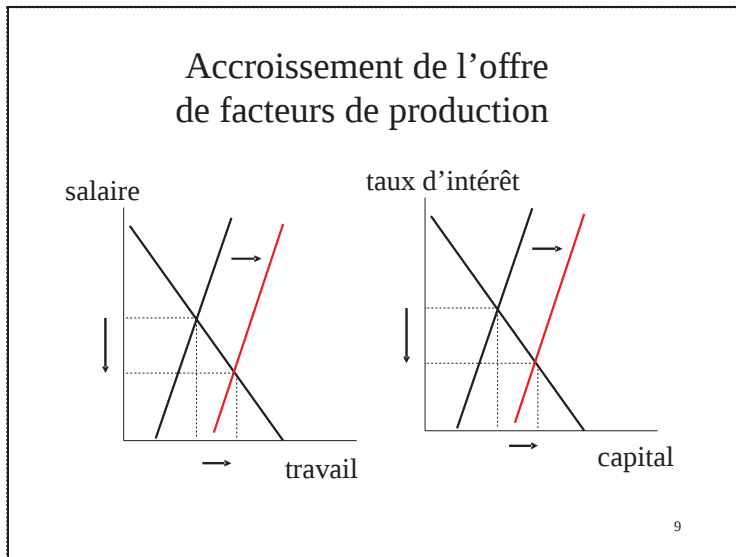 Accroissement de l’offre
de facteurs de production
salaire
taux d’intérêt
travail
capital
9